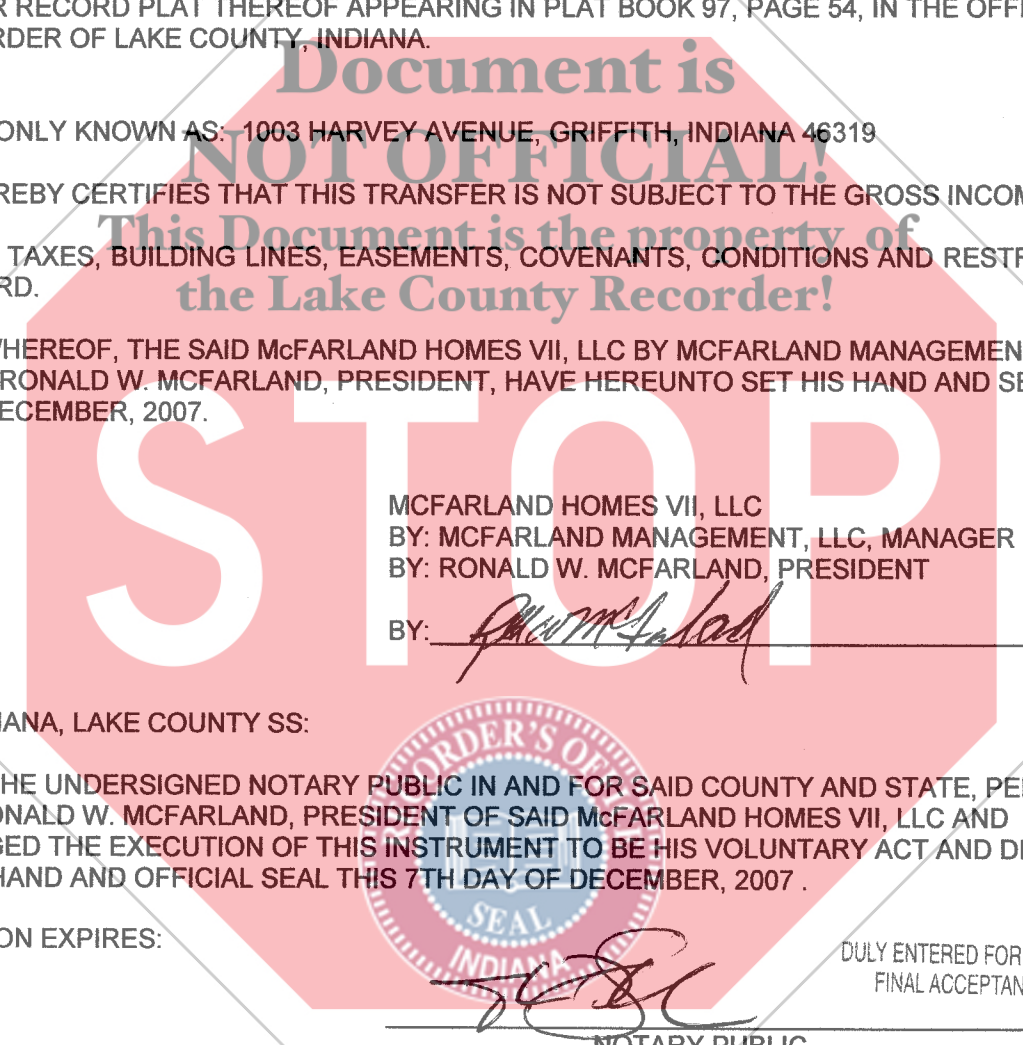 R RECORD PLAT THEREOF APPEARING IN PLAT BOOK 97, PAGE 54, IN THE OFFI
RDER OF LAKE COUNTY, INDIANA.
Document is
ONLY KNOWN AS: 1003 HARVEY AVENUE, GRIFFITH, INDIANA 46319
NOT OFFICIAL!
REBY CERTIFIES THAT THIS TRANSFER IS NOT SUBJECT TO THE GROSS INCOM
This Document is the property of
TAXES, BUILDING LINES, EASEMENTS, COVENANTS, CONDITIONS AND RESTR
RD.
the Lake County Recorder!
WHEREOF, THE SAID McFARLAND HOMES VII, LLC BY MCFARLAND MANAGEMEN
RONALD W. MCFARLAND, PRESIDENT, HAVE HEREUNTO SET HIS HAND AND SE
ECEMBER, 2007.
STOP
MCFARLAND HOMES VII, LLC
BY: MCFARLAND MANAGEMENT, LLC, MANAGER
BY: RONALD W. MCFARLAND, PRESIDENT
BY:
IANA, LAKE COUNTY SS:
HE UNDERSIGNED NOTARY PUBLIC IN AND FOR SAID COUNTY AND STATE, PE
ONALD W. MCFARLAND, PRESIDENT OF SAID McFARLAND HOMES VII, LLC AND
GED THE EXECUTION OF THIS INSTRUMENT TO BE HIS VOLUNTARY ACT AND D
HAND AND OFFICIAL SEAL THIS 7TH DAY OF DECEMBER, 2007 .
RECORDER'S OF
SEAL
INDIANA
ON EXPIRES:
DULY ENTERED FOR
FINAL ACCEPTAN
NOTARY PUBLIC